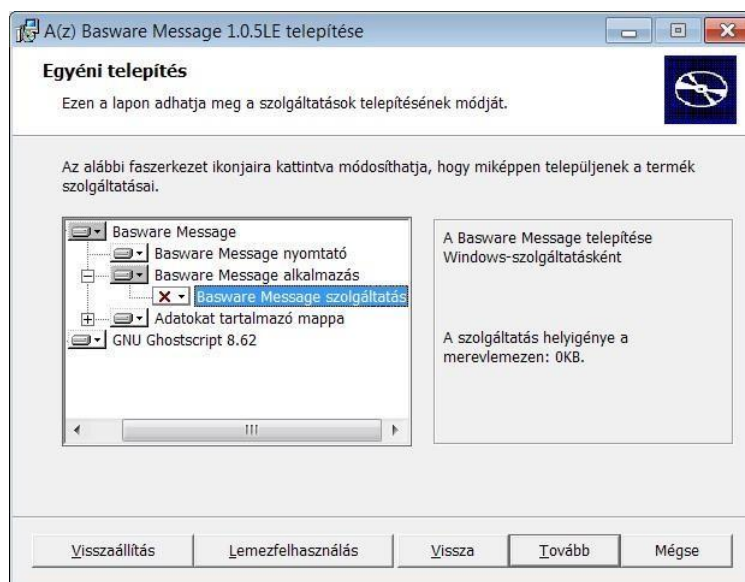 A(z) Basware Message 1.0.5LE telepítése
Egyéni telepítés
Ezen a lapon adhatja meg a szolgáltatások telepítésének módját.
Az alábbi faszerkezet ikonjaira kattintva módosíthatja, hogy miképpen települjenek a termék
szolgáltatásai.
Basware Message
Basware Message nyomtató
Basware Message alkalmazás
Basware Message szolgáltatás
Adatokat tartalmazó mappa
GNU Ghostscript 8.62
A Basware Message telepítése
Windows-szolgáltatásként
A szolgáltatás helyigénye a
merevlemezen: 0KB.
Visszaállítás
Lemezfelhasználás
Vissza
Tovább
Mégse